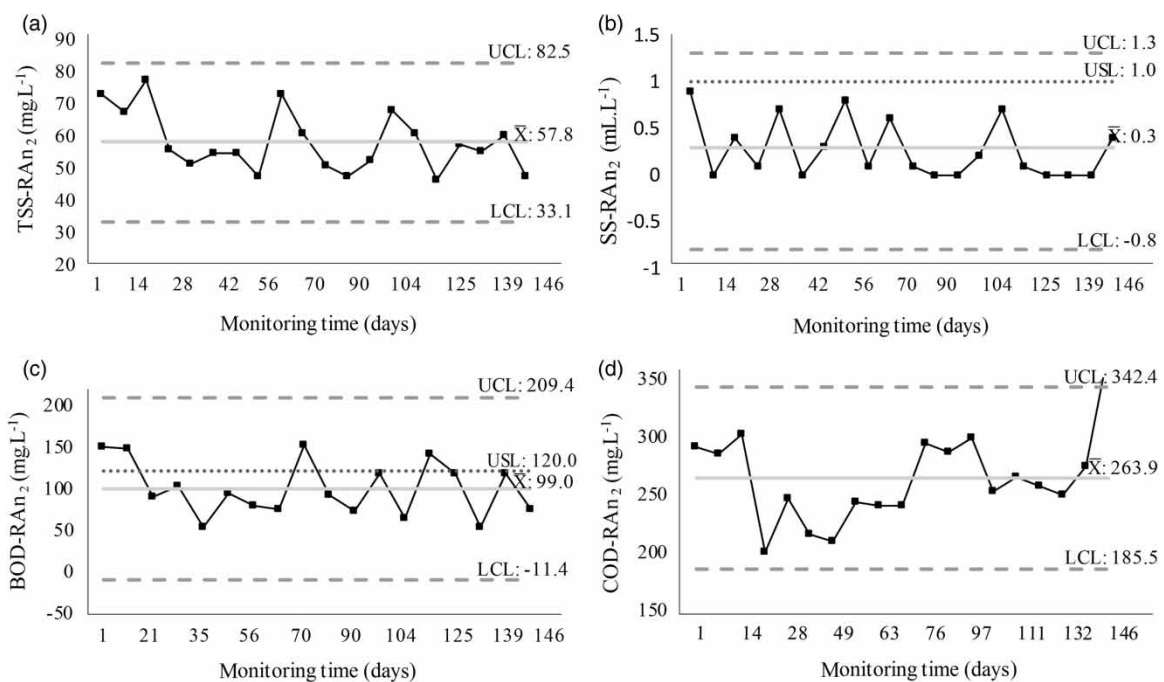 (a)
90
80
70
60
50
40
30
20
TSS-RAn₂ (mg.L⁻¹)
UCL: 82.5
X̅: 57.8
LCL: 33.1
1 14 28 42 56 70 90 104 125 139 146
Monitoring time (days)
(b)
1.5
1
0.5
0
-0.5
-1
SS-RAn₂ (mL.L⁻¹)
UCL: 1.3
USL: 1.0
X̅: 0.3
LCL: -0.8
1 14 28 42 56 70 90 104 125 139 146
Monitoring time (days)
(c)
200
150
100
50
0
-50
BOD-RAn₂ (mg.L⁻¹)
UCL: 209.4
USL: 120.0
X̅: 99.0
LCL: -11.4
1 21 35 56 70 90 104 125 139 146
Monitoring time (days)
(d)
350
300
250
200
150
COD-RAn₂ (mg.L⁻¹)
UCL: 342.4
X̅: 263.9
LCL: 185.5
1 14 28 49 63 76 97 111 132 146
Monitoring time (days)